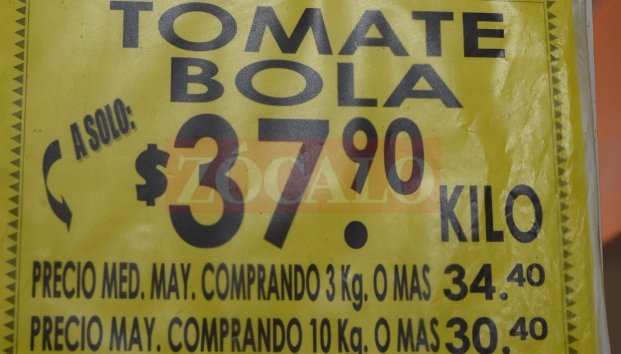 TOMATE
BOLA
A SOLO:
$37.90
KILO
ZÓCALO
PRECIO MED. MAY. COMPRANDO 3 Kg. O MAS 34.40
PRECIO MAY. COMPRANDO 10 Kg. O MAS 30.40